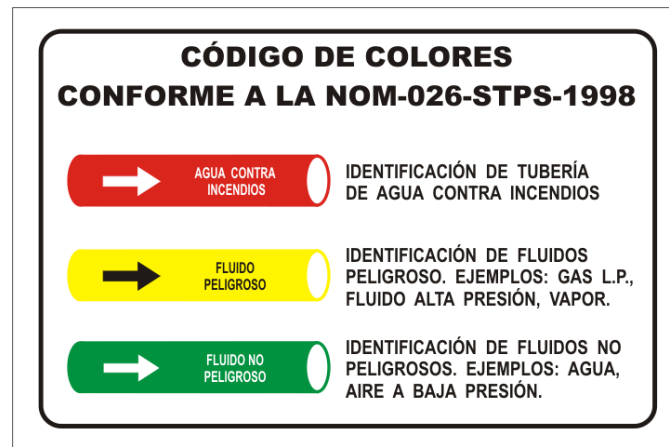 CÓDIGO DE COLORES
CONFORME A LA NOM-026-STPS-1998
AGUA CONTRA
INCENDIOS
IDENTIFICACIÓN DE TUBERÍA
DE AGUA CONTRA INCENDIOS
FLUIDO
PELIGROSO
IDENTIFICACIÓN DE FLUIDOS
PELIGROSO. EJEMPLOS: GAS L.P.,
FLUIDO ALTA PRESIÓN, VAPOR.
FLUIDO NO
PELIGROSO
IDENTIFICACIÓN DE FLUIDOS NO
PELIGROSOS. EJEMPLOS: AGUA,
AIRE A BAJA PRESIÓN.